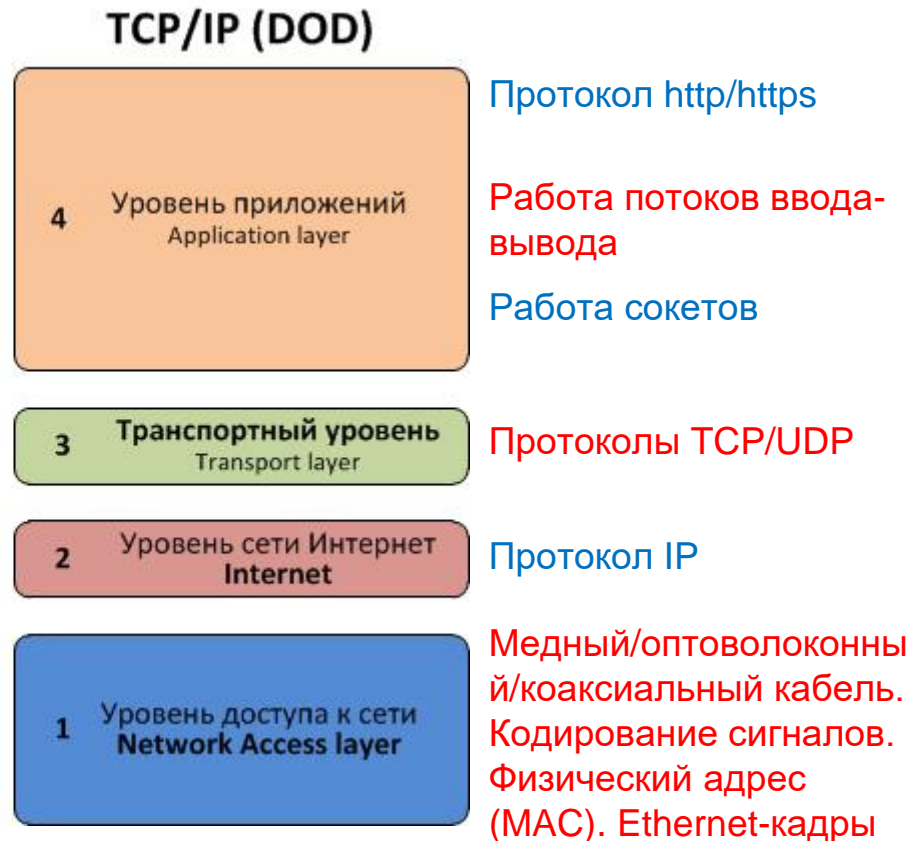 TCP/IP (DOD)
Протокол http/https
4
Уровень приложений
Application layer
Работа потоков ввода-
вывода
Работа сокетов
3
Транспортный уровень
Transport layer
Протоколы TCP/UDP
2
Уровень сети Интернет
Internet
Протокол IP
1
Уровень доступа к сети
Network Access layer
Медный/оптоволоконны
й/коаксиальный кабель.
Кодирование сигналов.
Физический адрес
(MAC). Ethernet-кадры